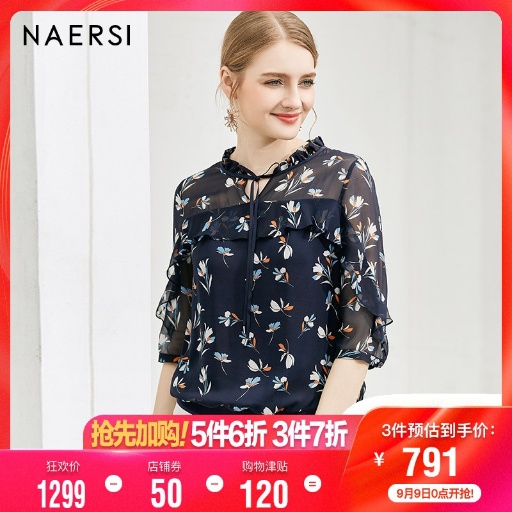 NAERSI
抢先加购! 5件6折 3件7折
3件预估到手价:
¥ 791
9月9日0点开抢!
狂欢价 店铺券 购物津贴
1299 - 50 - 120 =